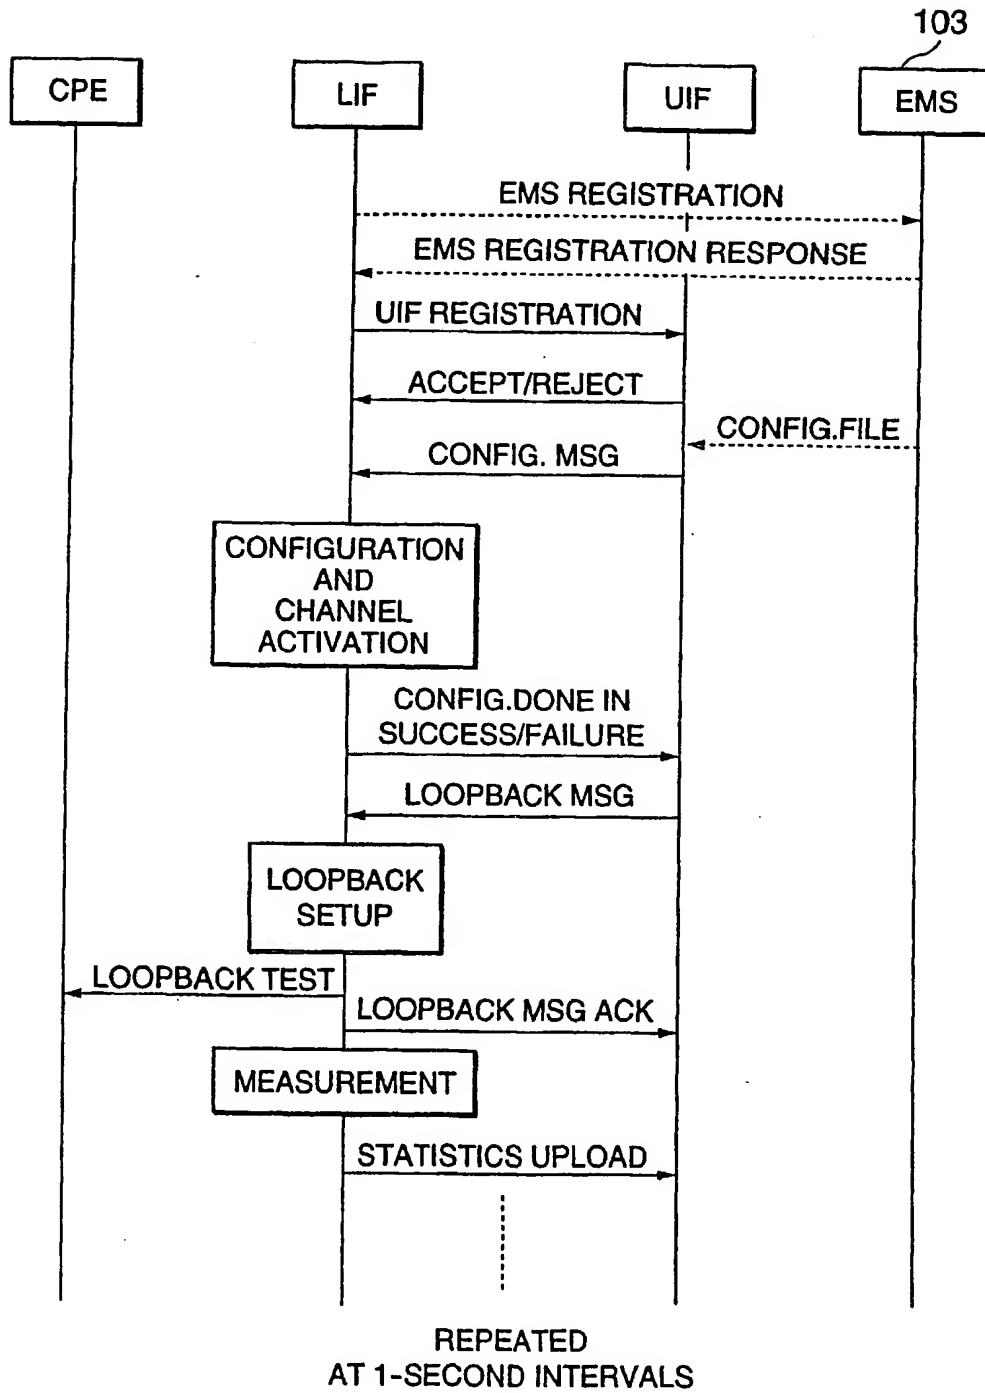 103
CPE
LIF
UIF
EMS
EMS REGISTRATION
EMS REGISTRATION RESPONSE
UIF REGISTRATION
ACCEPT/REJECT
CONFIG.FILE
CONFIG. MSG
CONFIGURATION
AND
CHANNEL
ACTIVATION
CONFIG.DONE IN
SUCCESS/FAILURE
LOOPBACK MSG
LOOPBACK
SETUP
LOOPBACK TEST
LOOPBACK MSG ACK
MEASUREMENT
STATISTICS UPLOAD
REPEATED
AT 1-SECOND INTERVALS